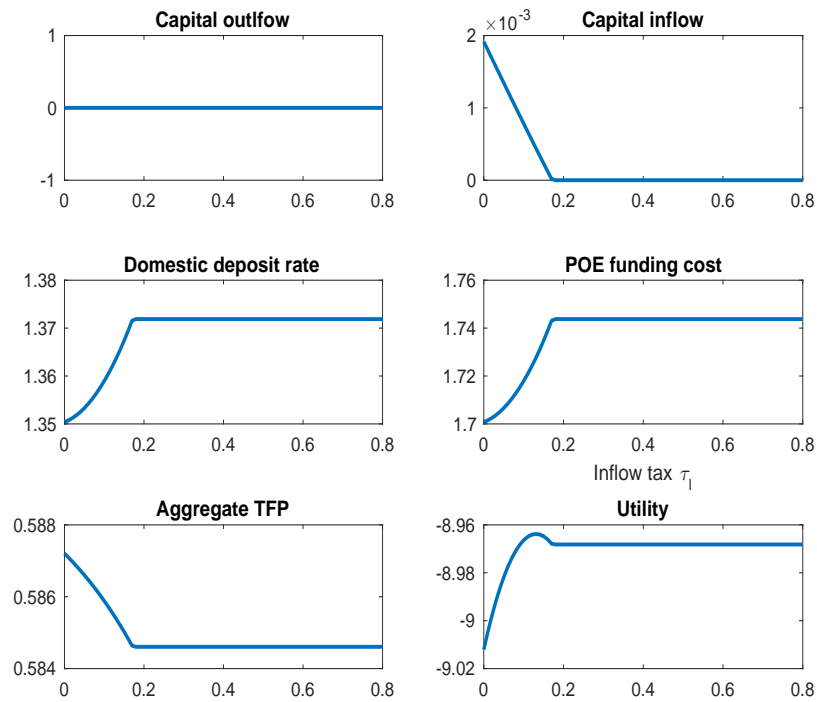 Capital outlfow
1
0
-1
0 0.2 0.4 0.6 0.8
Capital inflow
×10^-3
2
1
0
0 0.2 0.4 0.6 0.8
Domestic deposit rate
1.38
1.37
1.36
1.35
0 0.2 0.4 0.6 0.8
POE funding cost
1.76
1.74
1.72
1.7
0 0.2 0.4 0.6 0.8
Inflow tax τ_I
Aggregate TFP
0.588
0.586
0.584
0 0.2 0.4 0.6 0.8
Utility
-8.96
-8.98
-9
-9.02
0 0.2 0.4 0.6 0.8